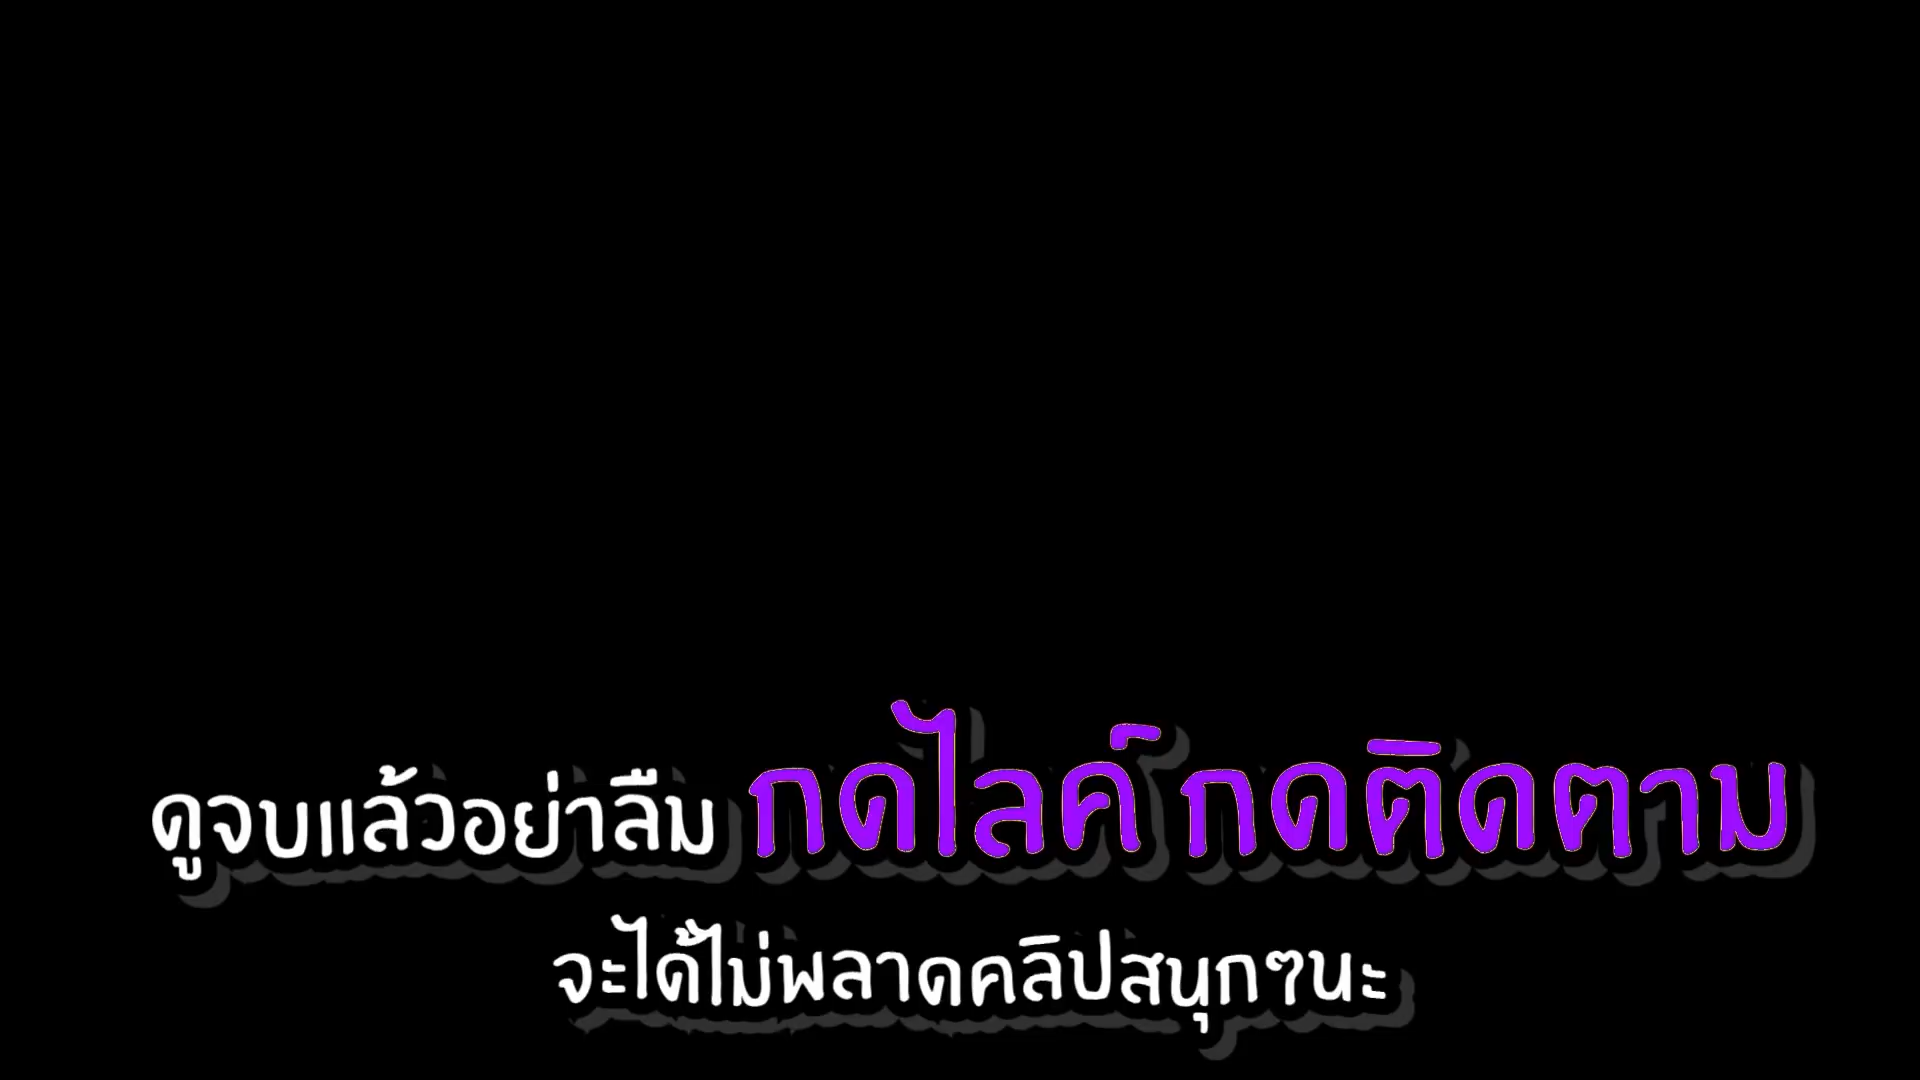 ดูจบแล้วอย่าลืม กดไลค์ กดติดตาม
จะได้ไม่พลาดคลิปสนุกๆนะ